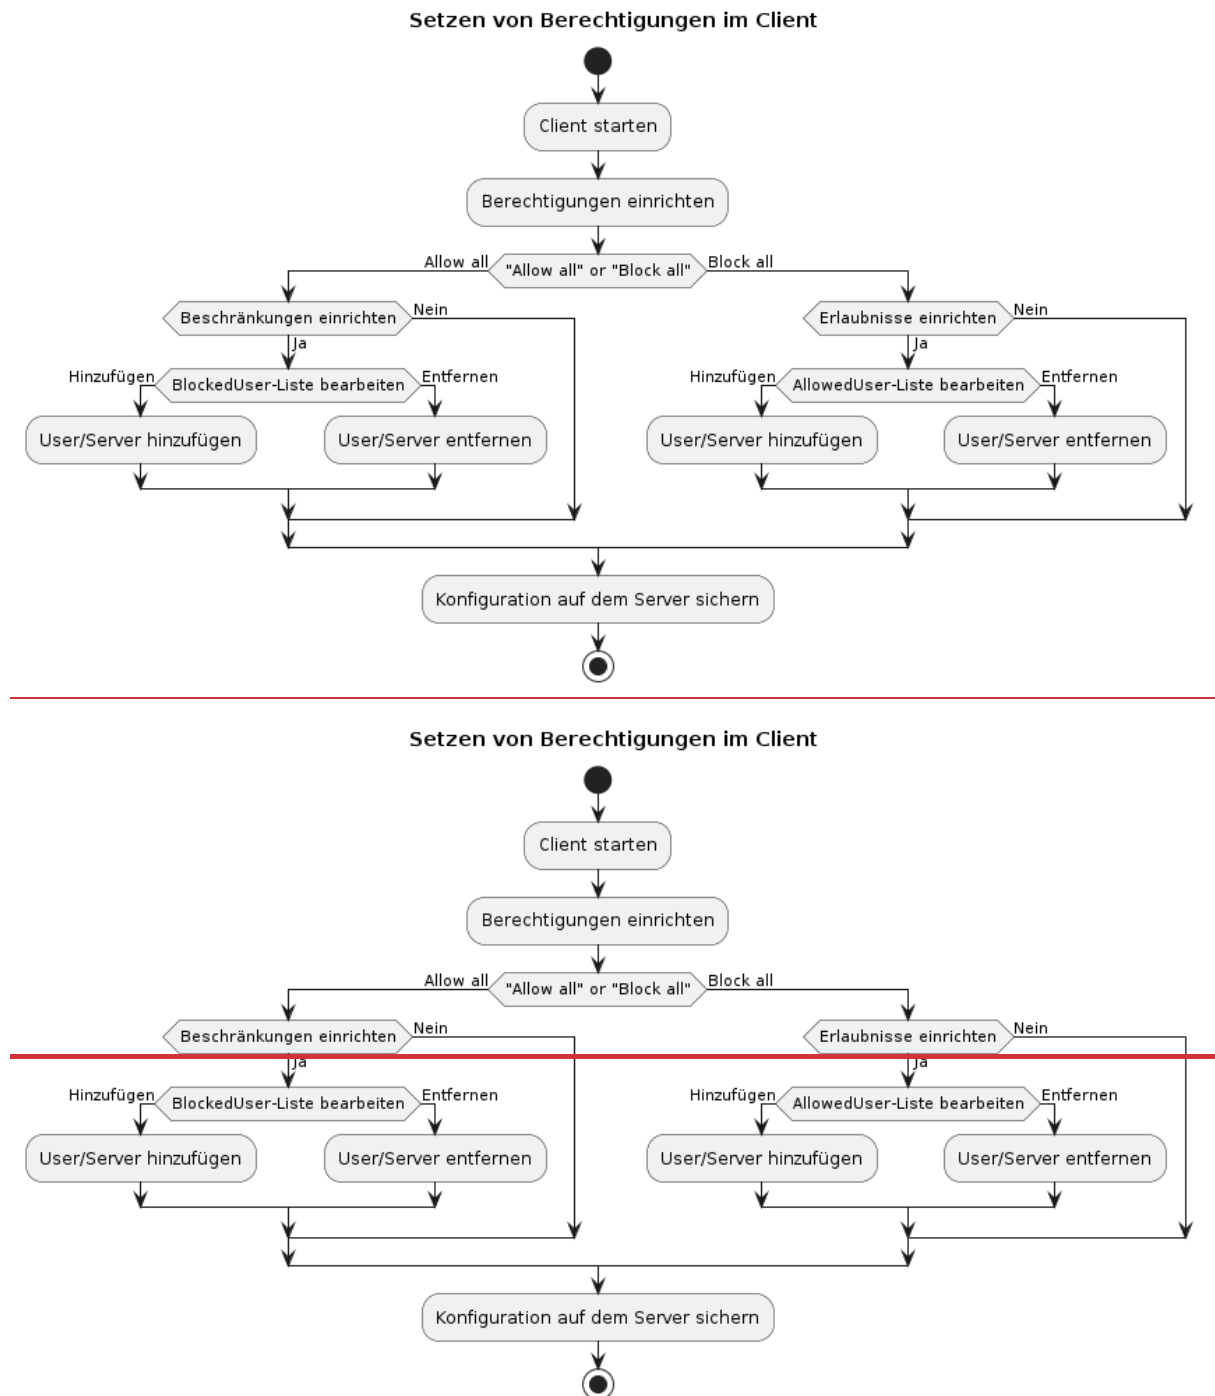 Setzen von Berechtigungen im Client
Client starten
Berechtigungen einrichten
Allow all "Allow all" or "Block all" Block all
Beschränkungen einrichten Nein Erlaubnisse einrichten Nein
Ja Ja
Hinzufügen BlockedUser-Liste bearbeiten Entfernen Hinzufügen AllowedUser-Liste bearbeiten Entfernen
User/Server hinzufügen User/Server entfernen User/Server hinzufügen User/Server entfernen
Konfiguration auf dem Server sichern
Setzen von Berechtigungen im Client
Client starten
Berechtigungen einrichten
Allow all "Allow all" or "Block all" Block all
Beschränkungen einrichten Nein Erlaubnisse einrichten Nein
Ja Ja
Hinzufügen BlockedUser-Liste bearbeiten Entfernen Hinzufügen AllowedUser-Liste bearbeiten Entfernen
User/Server hinzufügen User/Server entfernen User/Server hinzufügen User/Server entfernen
Konfiguration auf dem Server sichern